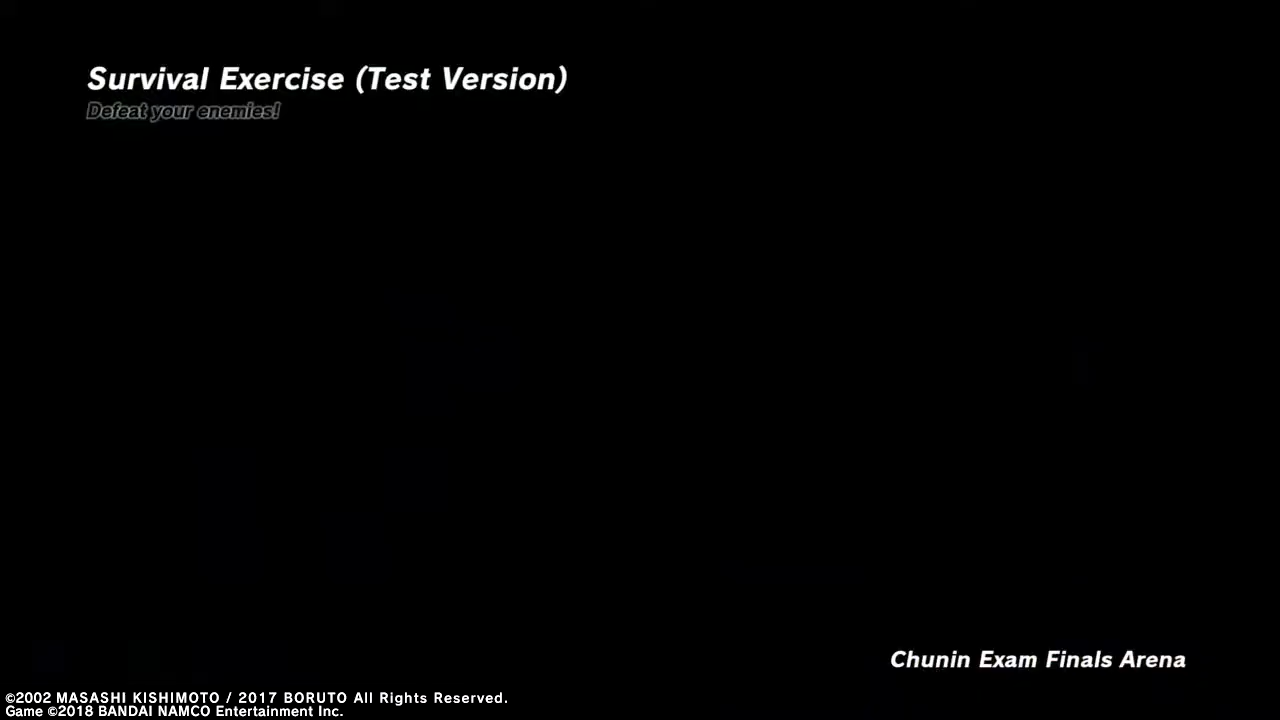 Survival Exercise (Test Version)
Defeat your enemies!
Chunin Exam Finals Arena
©2002 MASASHI KISHIMOTO / 2017 BORUTO All Rights Reserved.
Game ©2018 BANDAI NAMCO Entertainment Inc.